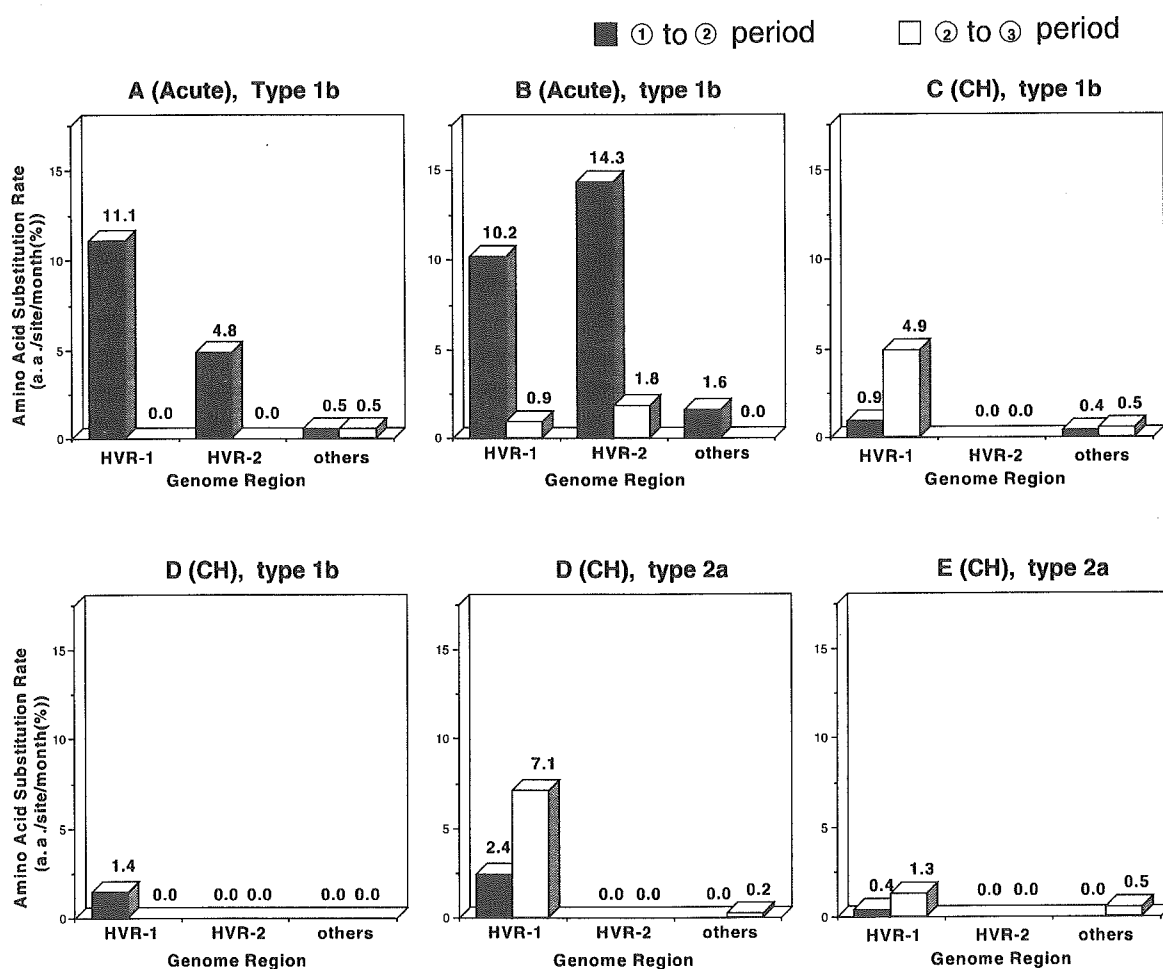 ① to ② period ② to ③ period
A (Acute), Type 1b
Amino Acid Substitution Rate
(a. a ./site/month(%))
15
10
5
0
11.1
0.0
4.8
0.0
0.5 0.5
HVR-1 HVR-2 others
Genome Region
B (Acute), type 1b
15
10
5
0
10.2
0.9
14.3
1.8
1.6
0.0
HVR-1 HVR-2 others
Genome Region
C (CH), type 1b
15
10
5
0
0.9
4.9
0.0 0.0
0.4 0.5
HVR-1 HVR-2 others
Genome Region
D (CH), type 1b
Amino Acid Substitution Rate
(a. a ./site/month(%))
15
10
5
0
1.4
0.0
0.0 0.0
0.0 0.0
HVR-1 HVR-2 others
Genome Region
D (CH), type 2a
15
10
5
0
2.4
7.1
0.0 0.0
0.0
0.2
HVR-1 HVR-2 others
Genome Region
E (CH), type 2a
15
10
5
0
0.4
1.3
0.0 0.0
0.0
0.5
HVR-1 HVR-2 others
Genome Region